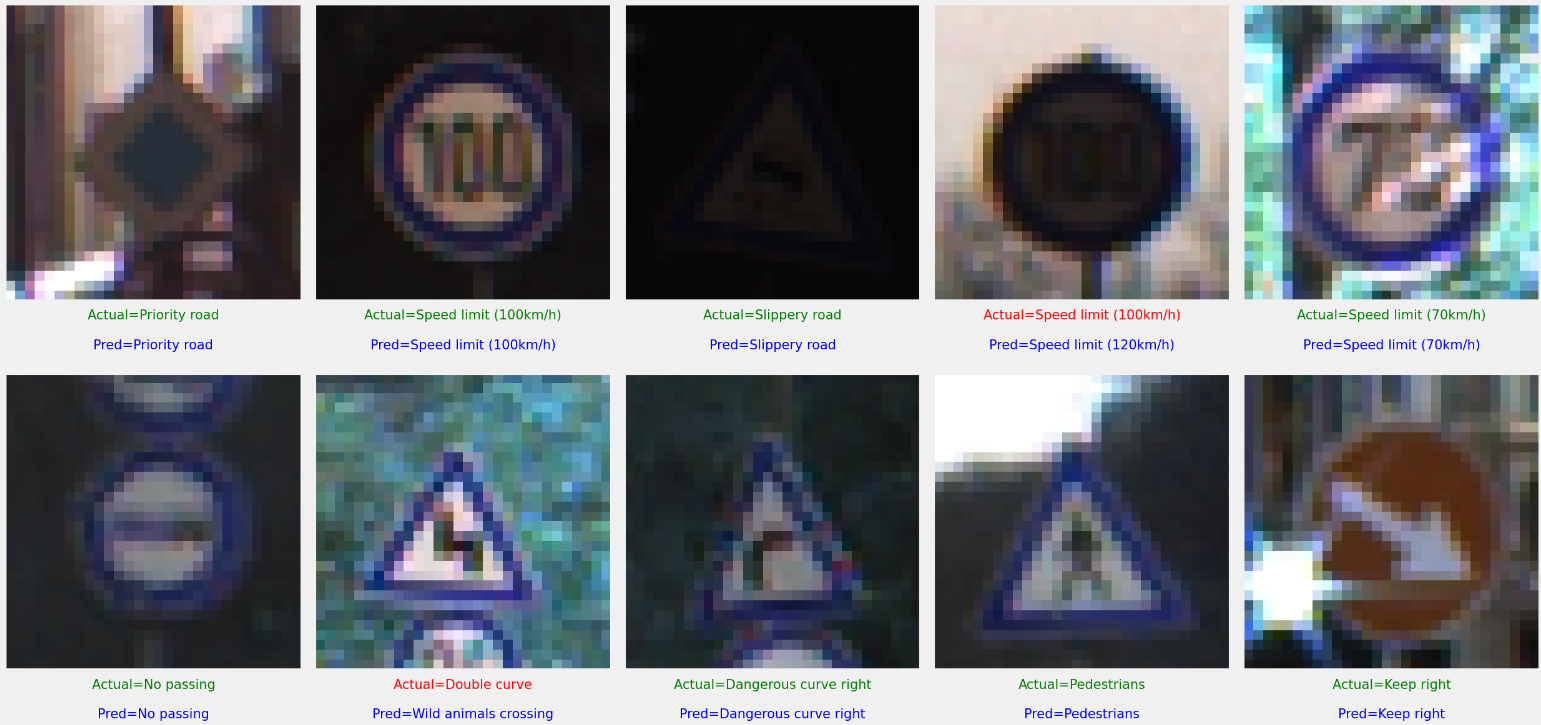 Actual=Priority road
Actual=Speed limit (100km/h)
Actual=Slippery road
Actual=Speed limit (100km/h)
Actual=Speed limit (70km/h)
Pred=Priority road
Pred=Speed limit (100km/h)
Pred=Slippery road
Pred=Speed limit (120km/h)
Pred=Speed limit (70km/h)
Actual=No passing
Actual=Double curve
Actual=Dangerous curve right
Actual=Pedestrians
Actual=Keep right
Pred=No passing
Pred=Wild animals crossing
Pred=Dangerous curve right
Pred=Pedestrians
Pred=Keep right